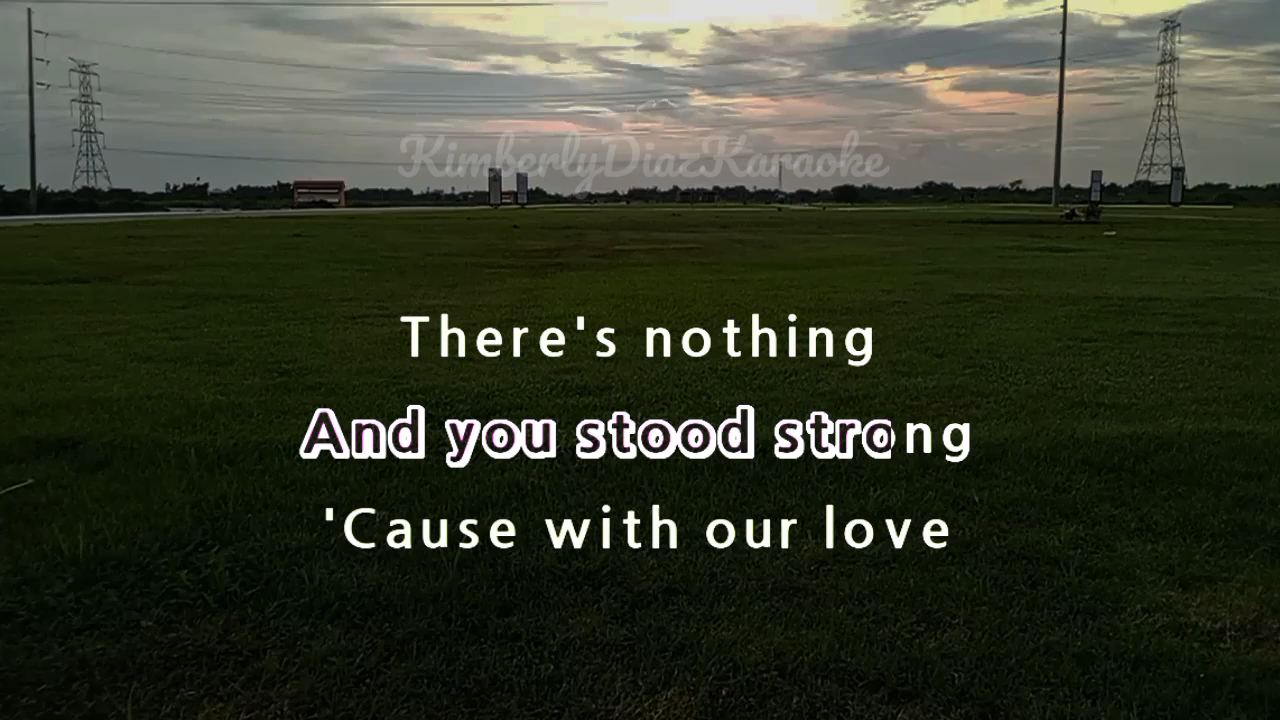 KimberlyDiazKaraoke
There's nothing
And you stood strong
'Cause with our love